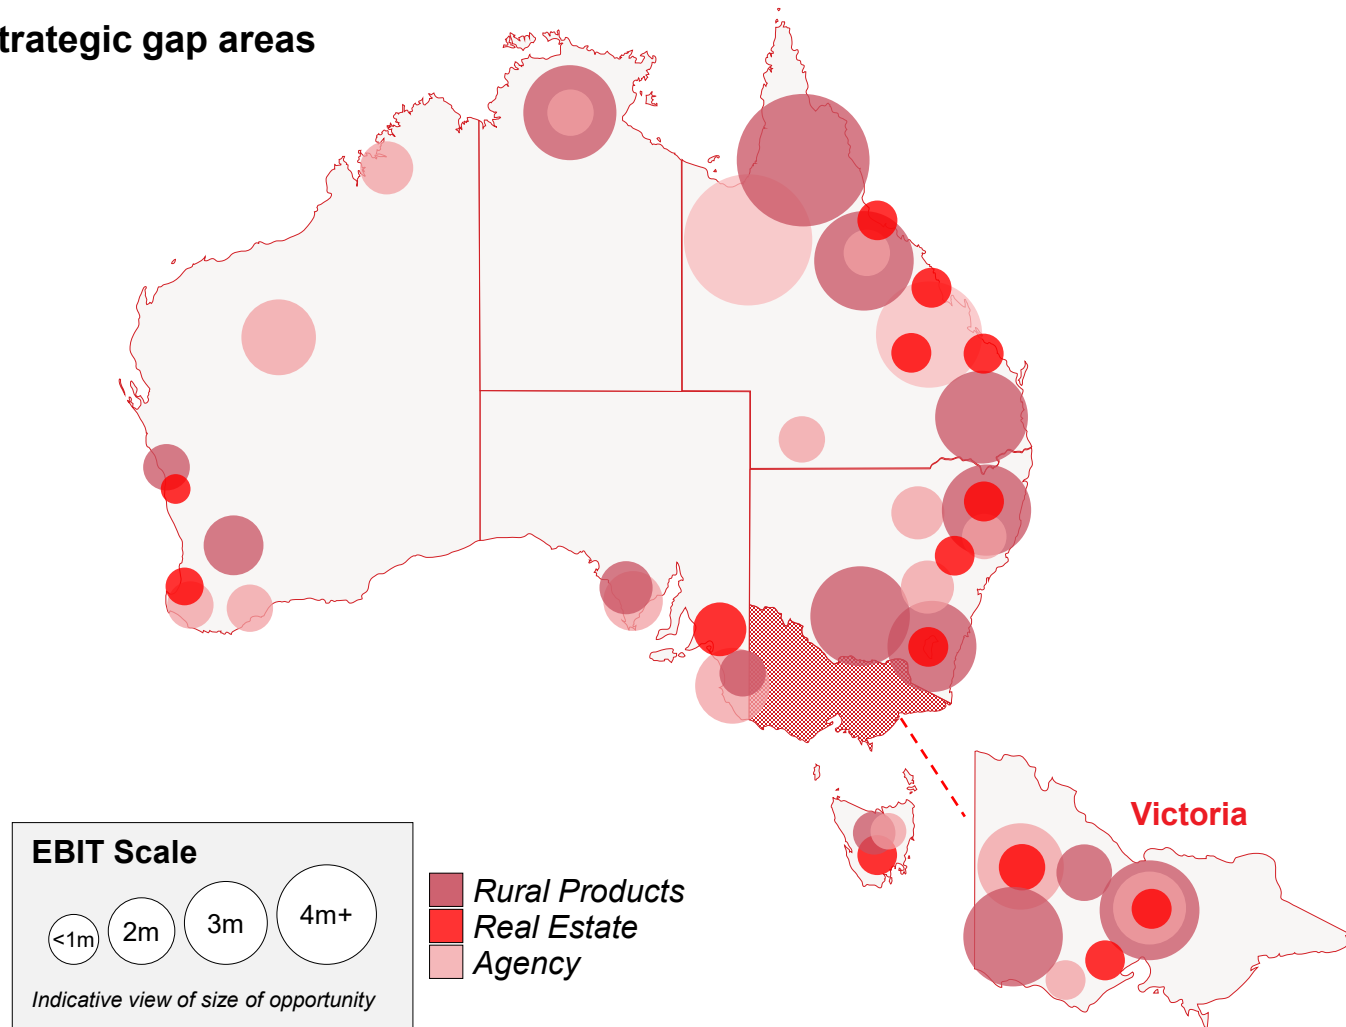 trategic gap areas
Victoria
EBIT Scale
<1m 2m 3m 4m+
Indicative view of size of opportunity
Rural Products
Real Estate
Agency